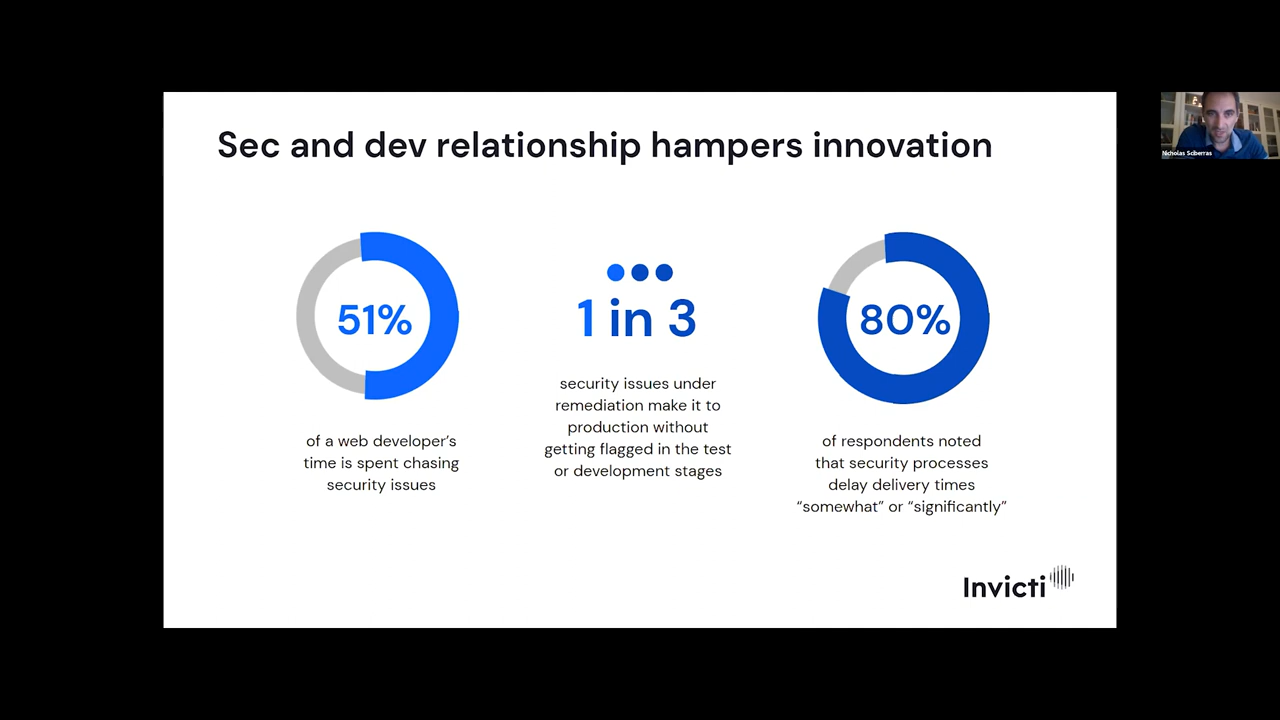 Sec and dev relationship hampers innovation
51%
of a web developer’s
time is spent chasing
security issues
1 in 3
security issues under
remediation make it to
production without
getting flagged in the test
or development stages
80%
of respondents noted
that security processes
delay delivery times
“somewhat” or “significantly”
Invicti
Nicholas Sciberras